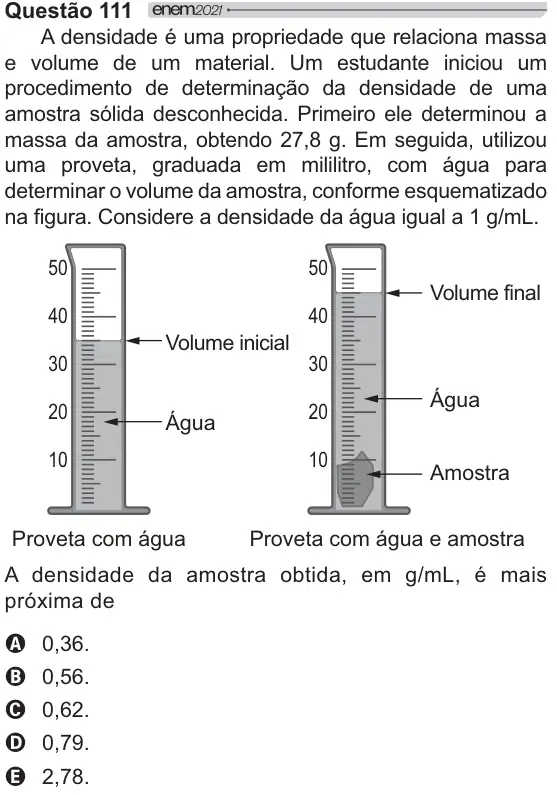 Questão 111 enem2021
A densidade é uma propriedade que relaciona massa
e volume de um material. Um estudante iniciou um
procedimento de determinação da densidade de uma
amostra sólida desconhecida. Primeiro ele determinou a
massa da amostra, obtendo 27,8 g. Em seguida, utilizou
uma proveta, graduada em mililitro, com água para
determinar o volume da amostra, conforme esquematizado
na figura. Considere a densidade da água igual a 1 g/mL.
50
40
30
20
10
Volume inicial
Água
Proveta com água
50
40
30
20
10
Volume final
Água
Amostra
Proveta com água e amostra
A densidade da amostra obtida, em g/mL, é mais
próxima de
A 0,36.
B 0,56.
C 0,62.
D 0,79.
E 2,78.